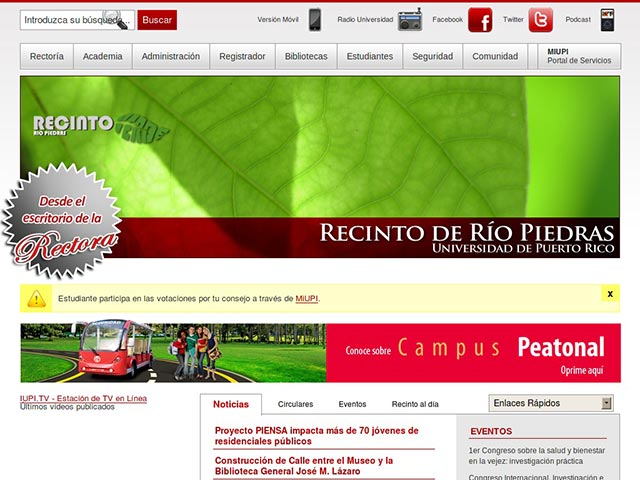 Introduzca su búsqueda...
Buscar
Versión Móvil
Radio Universidad
Facebook
Twitter
Podcast
Rectoría
Academia
Administración
Registrador
Bibliotecas
Estudiantes
Seguridad
Comunidad
MIUPI
Portal de Servicios
RECINTO
RÍO PIEDRAS
VERDE
Desde el
escritorio de la
Rectora
RECINTO DE RÍO PIEDRAS
UNIVERSIDAD DE PUERTO RICO
Estudiante participa en las votaciones por tu consejo a través de MiUPI.
x
Conoce sobre Campus Peatonal
Oprime aquí
IUPI.TV - Estación de TV en Línea
Últimos videos publicados
Noticias
Circulares
Eventos
Recinto al día
Enlaces Rápidos
Proyecto PIENSA impacta más de 70 jóvenes de
residenciales públicos
Construcción de Calle entre el Museo y la
Biblioteca General José M. Lázaro
EVENTOS
1er Congreso sobre la salud y bienestar
en la vejez: investigación práctica
Congreso Internacional. Investigación e